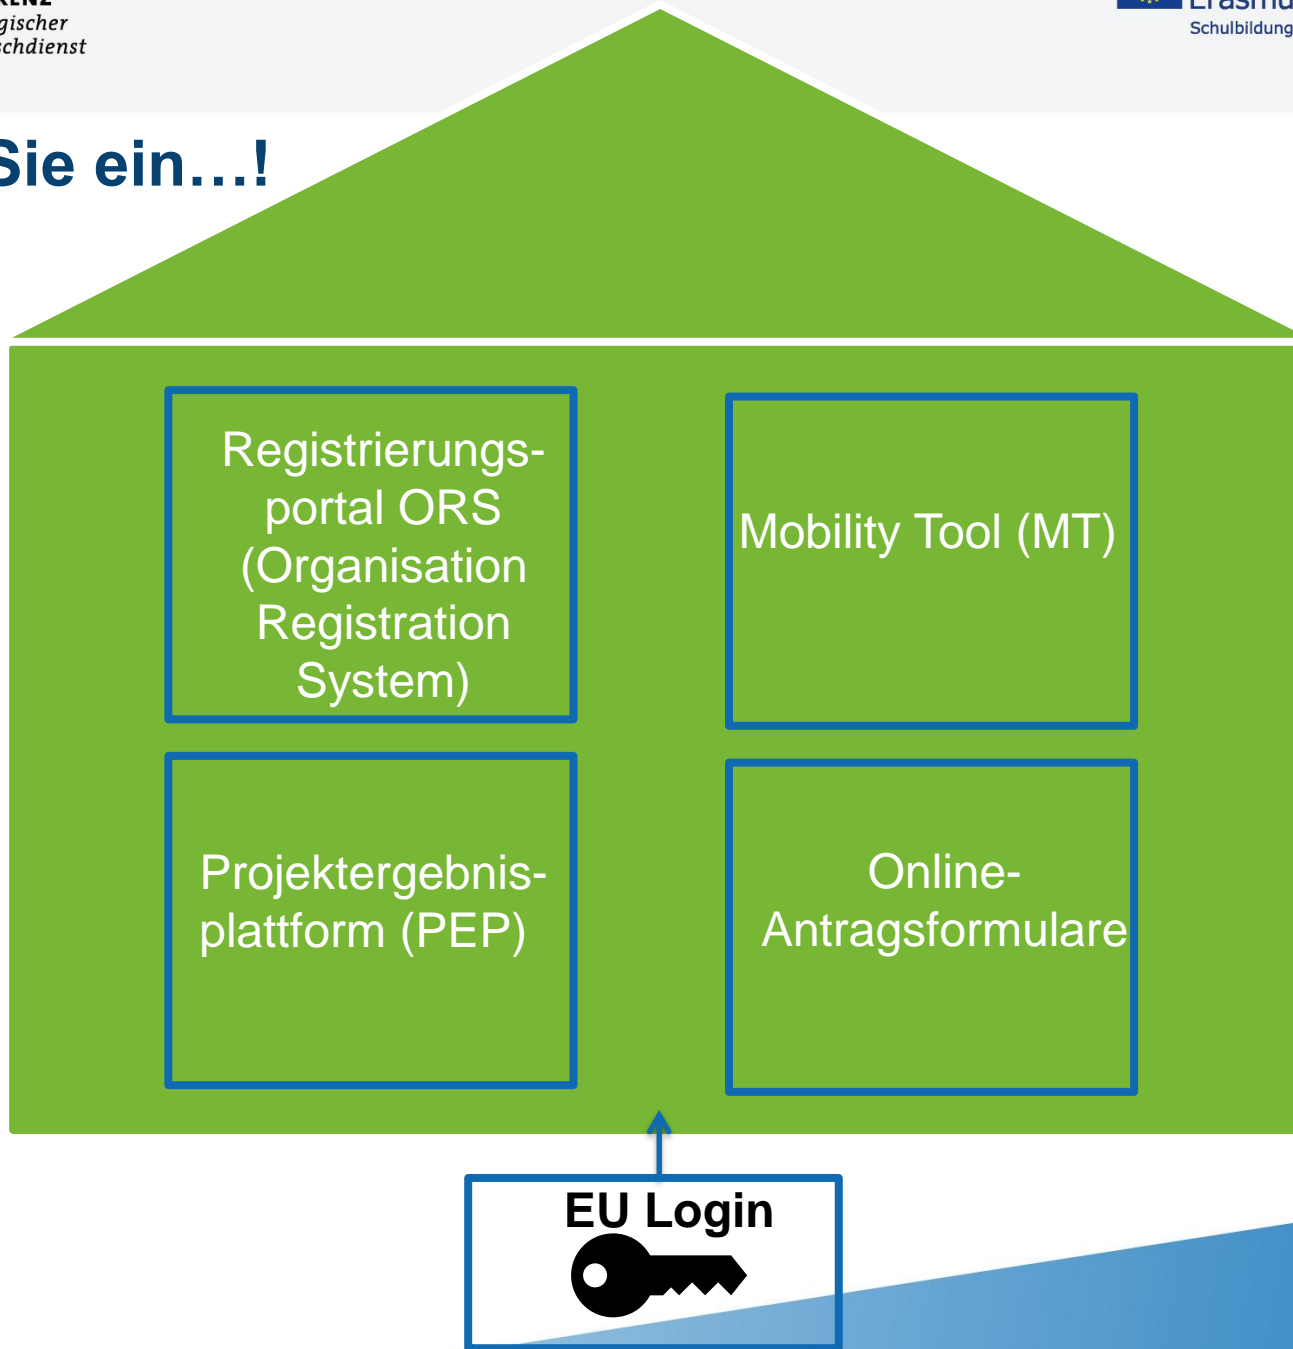 gischer
schdienst
Schulbildung
Sie ein…!
Registrierungs-
portal ORS
(Organisation
Registration
System)
Mobility Tool (MT)
Projektergebnis-
plattform (PEP)
Online-
Antragsformulare
EU Login